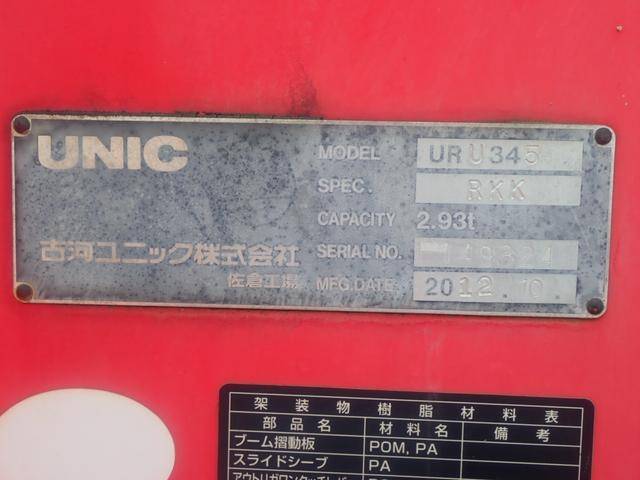 UNIC
MODEL URU345
SPEC. RKK
CAPACITY 2.93t
古河ユニック株式会社 SERIAL NO.
佐倉工場 MFG.DATE 2012.10
架装物樹脂材料表
部品名 材料名 備考
ブーム摺動板 POM, PA
スライドシーブ PA